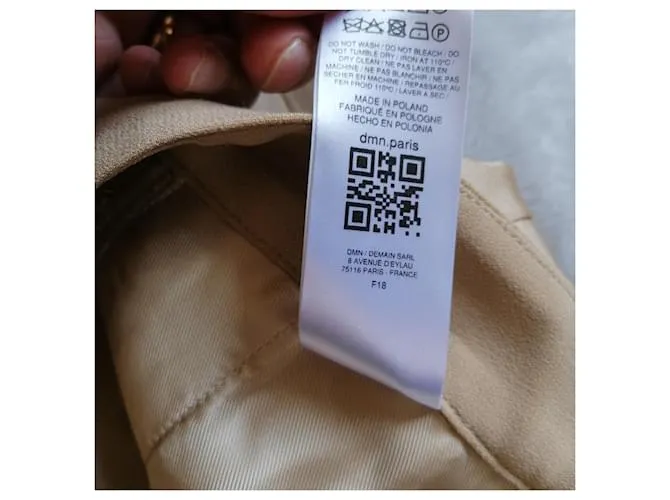 DO NOT WASH / DO NOT BLEACH / DO
NOT TUMBLE DRY / IRON AT 110°C /
DRY CLEAN / NE PAS LAVER EN
MACHINE / NE PAS BLANCHIR / NE PAS
SECHER EN MACHINE / REPASSAGE AU
FER FROID 110°C / LAVER A SEC /
MADE IN POLAND
FABRIQUÉ EN POLOGNE
HECHO EN POLONIA
dmn.paris
DMN / DEMAIN SARL
8 AVENUE D'EYLAU
75116 PARIS - FRANCE
F18